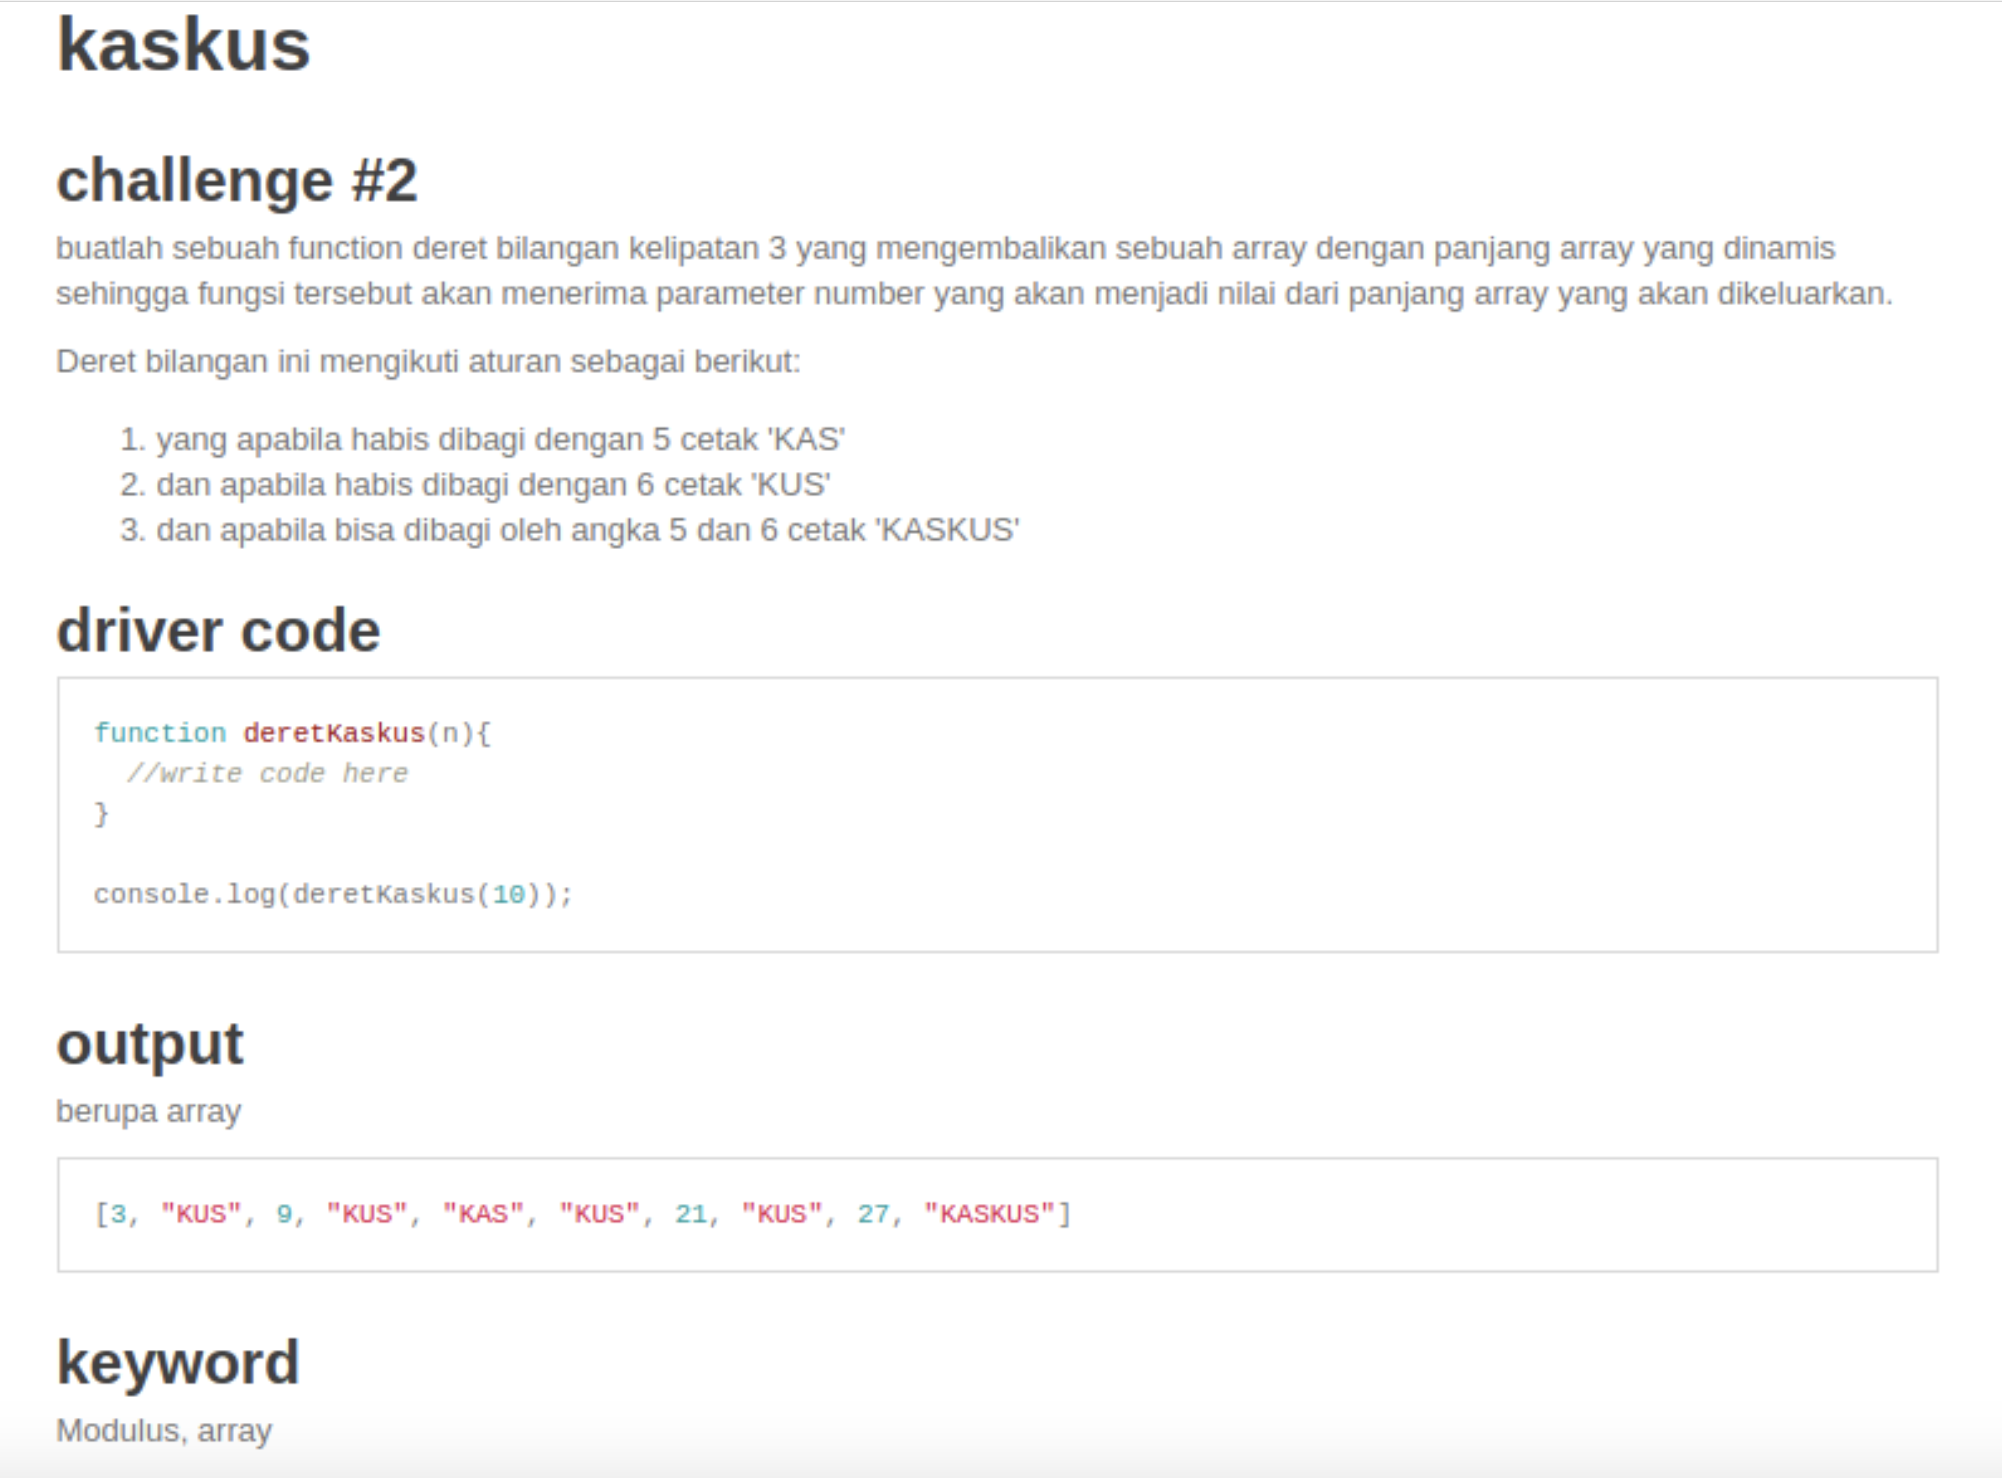 kaskus
challenge #2
buatlah sebuah function deret bilangan kelipatan 3 yang mengembalikan sebuah array dengan panjang array yang dinamis
sehingga fungsi tersebut akan menerima parameter number yang akan menjadi nilai dari panjang array yang akan dikeluarkan.
Deret bilangan ini mengikuti aturan sebagai berikut:
1. yang apabila habis dibagi dengan 5 cetak 'KAS'
2. dan apabila habis dibagi dengan 6 cetak 'KUS'
3. dan apabila bisa dibagi oleh angka 5 dan 6 cetak 'KASKUS'
driver code
function deretKaskus(n){
  //write code here
}
console.log(deretKaskus(10));
output
berupa array
[3, "KUS", 9, "KUS", "KAS", "KUS", 21, "KUS", 27, "KASKUS"]
keyword
Modulus, array